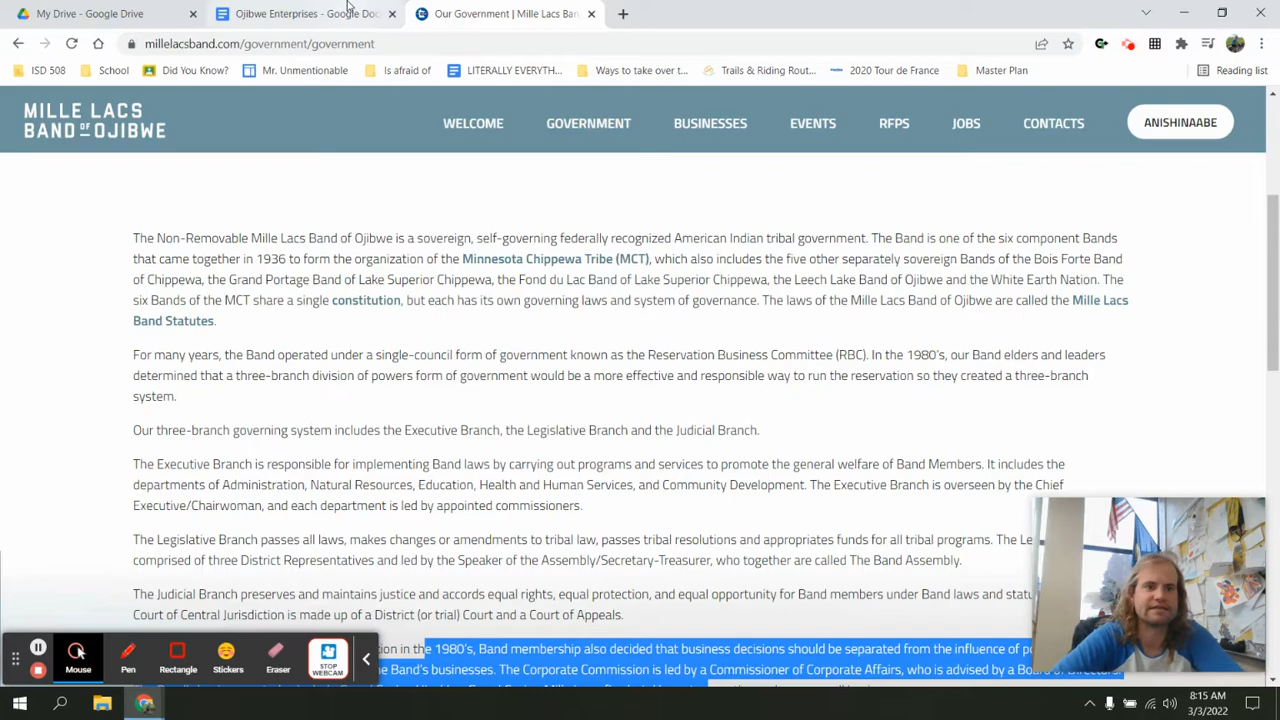 My Drive - Google Drive
Ojibwe Enterprises - Google Doc
Our Government | Mille Lacs Ban
millelacsband.com/government/government
ISD 508
School
Did You Know?
Mr. Unmentionable
Is afraid of
LITERALLY EVERYTH...
Ways to take over t...
Trails & Riding Rout...
2020 Tour de France
Master Plan
Reading list
MILLE LACS
BAND OF OJIBWE
WELCOME
GOVERNMENT
BUSINESSES
EVENTS
RFPS
JOBS
CONTACTS
ANISHINAABE
The Non-Removable Mille Lacs Band of Ojibwe is a sovereign, self-governing federally recognized American Indian tribal government. The Band is one of the six component Bands
that came together in 1936 to form the organization of the Minnesota Chippewa Tribe (MCT), which also includes the five other separately sovereign Bands of the Bois Forte Band
of Chippewa, the Grand Portage Band of Lake Superior Chippewa, the Fond du Lac Band of Lake Superior Chippewa, the Leech Lake Band of Ojibwe and the White Earth Nation. The
six Bands of the MCT share a single constitution, but each has its own governing laws and system of governance. The laws of the Mille Lacs Band of Ojibwe are called the Mille Lacs
Band Statutes.
For many years, the Band operated under a single-council form of government known as the Reservation Business Committee (RBC). In the 1980's, our Band elders and leaders
determined that a three-branch division of powers form of government would be a more effective and responsible way to run the reservation so they created a three-branch
system.
Our three-branch governing system includes the Executive Branch, the Legislative Branch and the Judicial Branch.
The Executive Branch is responsible for implementing Band laws by carrying out programs and services to promote the general welfare of Band Members. It includes the
departments of Administration, Natural Resources, Education, Health and Human Services, and Community Development. The Executive Branch is overseen by the Chief
Executive/Chairwoman, and each department is led by appointed commissioners.
The Legislative Branch passes all laws, makes changes or amendments to tribal law, passes tribal resolutions and appropriates funds for all tribal programs. The Le
comprised of three District Representatives and led by the Speaker of the Assembly/Secretary-Treasurer, who together are called The Band Assembly.
The Judicial Branch preserves and maintains justice and accords equal rights, equal protection, and equal opportunity for Band members under Band laws and statu
Court of Central Jurisdiction is made up of a District (or trial) Court and a Court of Appeals.
tion in the 1980's, Band membership also decided that business decisions should be separated from the influence of po
the Band's businesses. The Corporate Commission is led by a Commissioner of Corporate Affairs, who is advised by a Board of Directors.
Mouse
Pen
Rectangle
Stickers
Eraser
STOP
WEBCAM
8:15 AM
3/3/2022